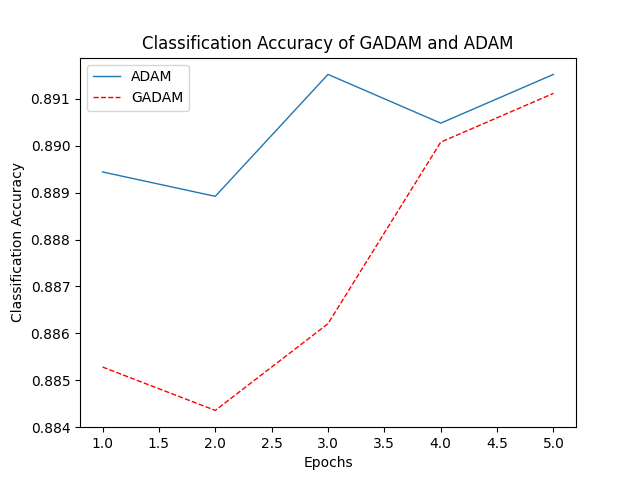 Classification Accuracy of GADAM and ADAM
ADAM
GADAM
Classification Accuracy
0.891
0.890
0.889
0.888
0.887
0.886
0.885
0.884
1.0 1.5 2.0 2.5 3.0 3.5 4.0 4.5 5.0
Epochs